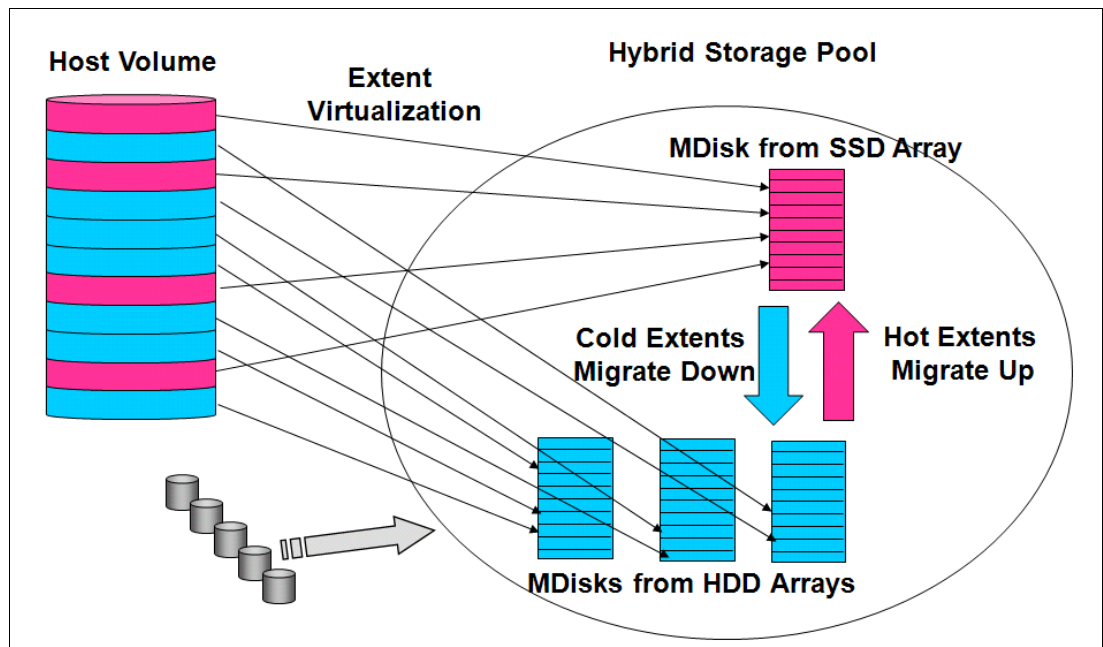 Host Volume
Extent
Virtualization
Hybrid Storage Pool
MDisk from SSD Array
Cold Extents
Migrate Down
Hot Extents
Migrate Up
MDisks from HDD Arrays